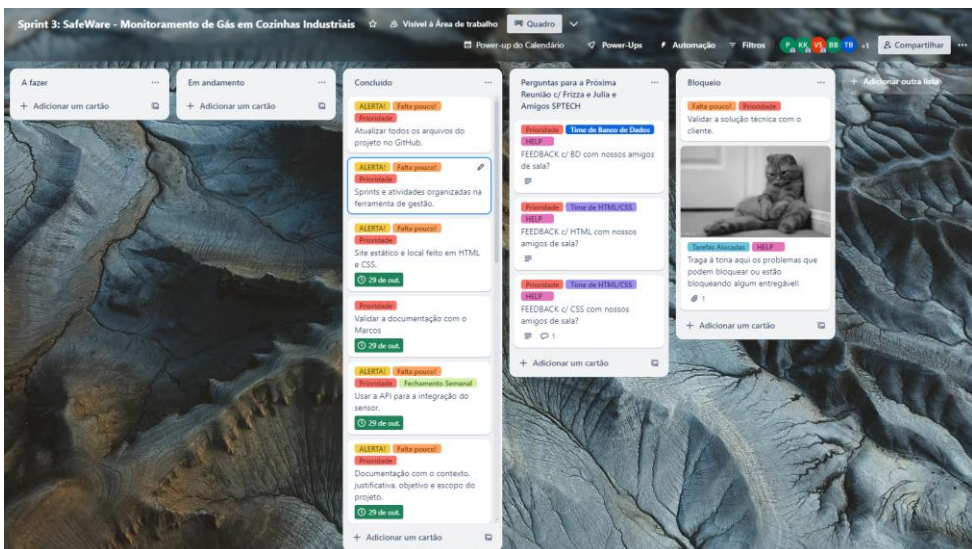 Sprint 3: SafeWare - Monitoramento de Gás em Cozinhas Industriais
Visível à Área de trabalho
Quadro
Power-up do Calendário
Power-Ups
Automação
Filtros
P
KK
VS
BB
TB
+1
Compartilhar
A fazer
+ Adicionar um cartão
Em andamento
+ Adicionar um cartão
Concluído
ALERTA! Falta pouco!
Prioridade
Atualizar todos os arquivos do
projeto no GitHub.
ALERTA! Falta pouco!
Prioridade
Sprints e atividades organizadas na
ferramenta de gestão.
ALERTA! Falta pouco!
Prioridade
Site estático e local feito em HTML
e CSS.
29 de out.
Prioridade
Validar a documentação com o
Marcos
29 de out.
ALERTA! Falta pouco!
Prioridade Fechamento Semanal
Usar a API para a integração do
sensor.
29 de out.
ALERTA! Falta pouco!
Prioridade
Documentação com o contexto,
justificativa, objetivo e escopo do
projeto.
29 de out.
+ Adicionar um cartão
Perguntas para a Próxima
Reunião c/ Frizza e Julia e
Amigos SPTECH
Prioridade Time de Banco de Dados
HELP
FEEDBACK c/ BD com nossos amigos
de sala?
Prioridade Time de HTML/CSS
HELP
FEEDBACK c/ HTML com nossos
amigos de sala?
Prioridade Time de HTML/CSS
HELP
FEEDBACK c/ CSS com nossos
amigos de sala?
1
+ Adicionar um cartão
Bloqueio
Falta pouco! Prioridade
Validar a solução técnica com o
cliente.
Tarefas Alocadas HELP
Traga à tona aqui os problemas que
podem bloquear ou estão
bloqueando algum entregável!
1
+ Adicionar um cartão
+ Adicionar outra lista